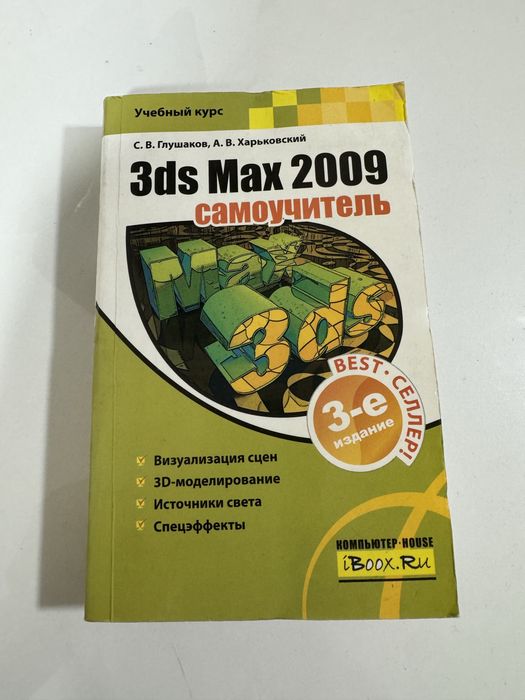 Учебный курс
С. В. Глушаков, А. В. Харьковский
3ds Max 2009
самоучитель
Max
3ds
BEST•СЕЛЛЕР!
3-е
издание
Визуализация сцен
3D-моделирование
Источники света
Спецэффекты
КОМПЬЮТЕР•HOUSE
iBOOX.RU